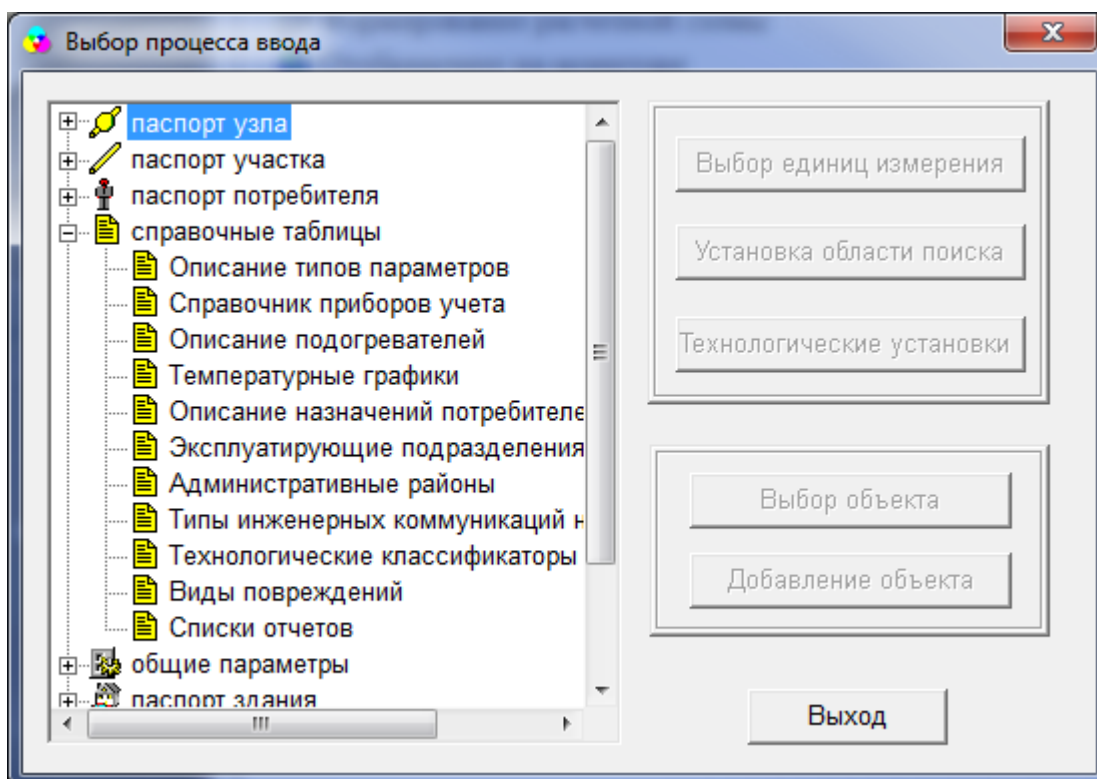 Выбор процесса ввода
паспорт узла
паспорт участка
паспорт потребителя
справочные таблицы
Описание типов параметров
Справочник приборов учета
Описание подогревателей
Температурные графики
Описание назначений потребителе
Эксплуатирующие подразделения
Административные районы
Типы инженерных коммуникаций н
Технологические классификаторы
Виды повреждений
Списки отчетов
общие параметры
паспорт здания
Выбор единиц измерения
Установка области поиска
Технологические установки
Выбор объекта
Добавление объекта
Выход